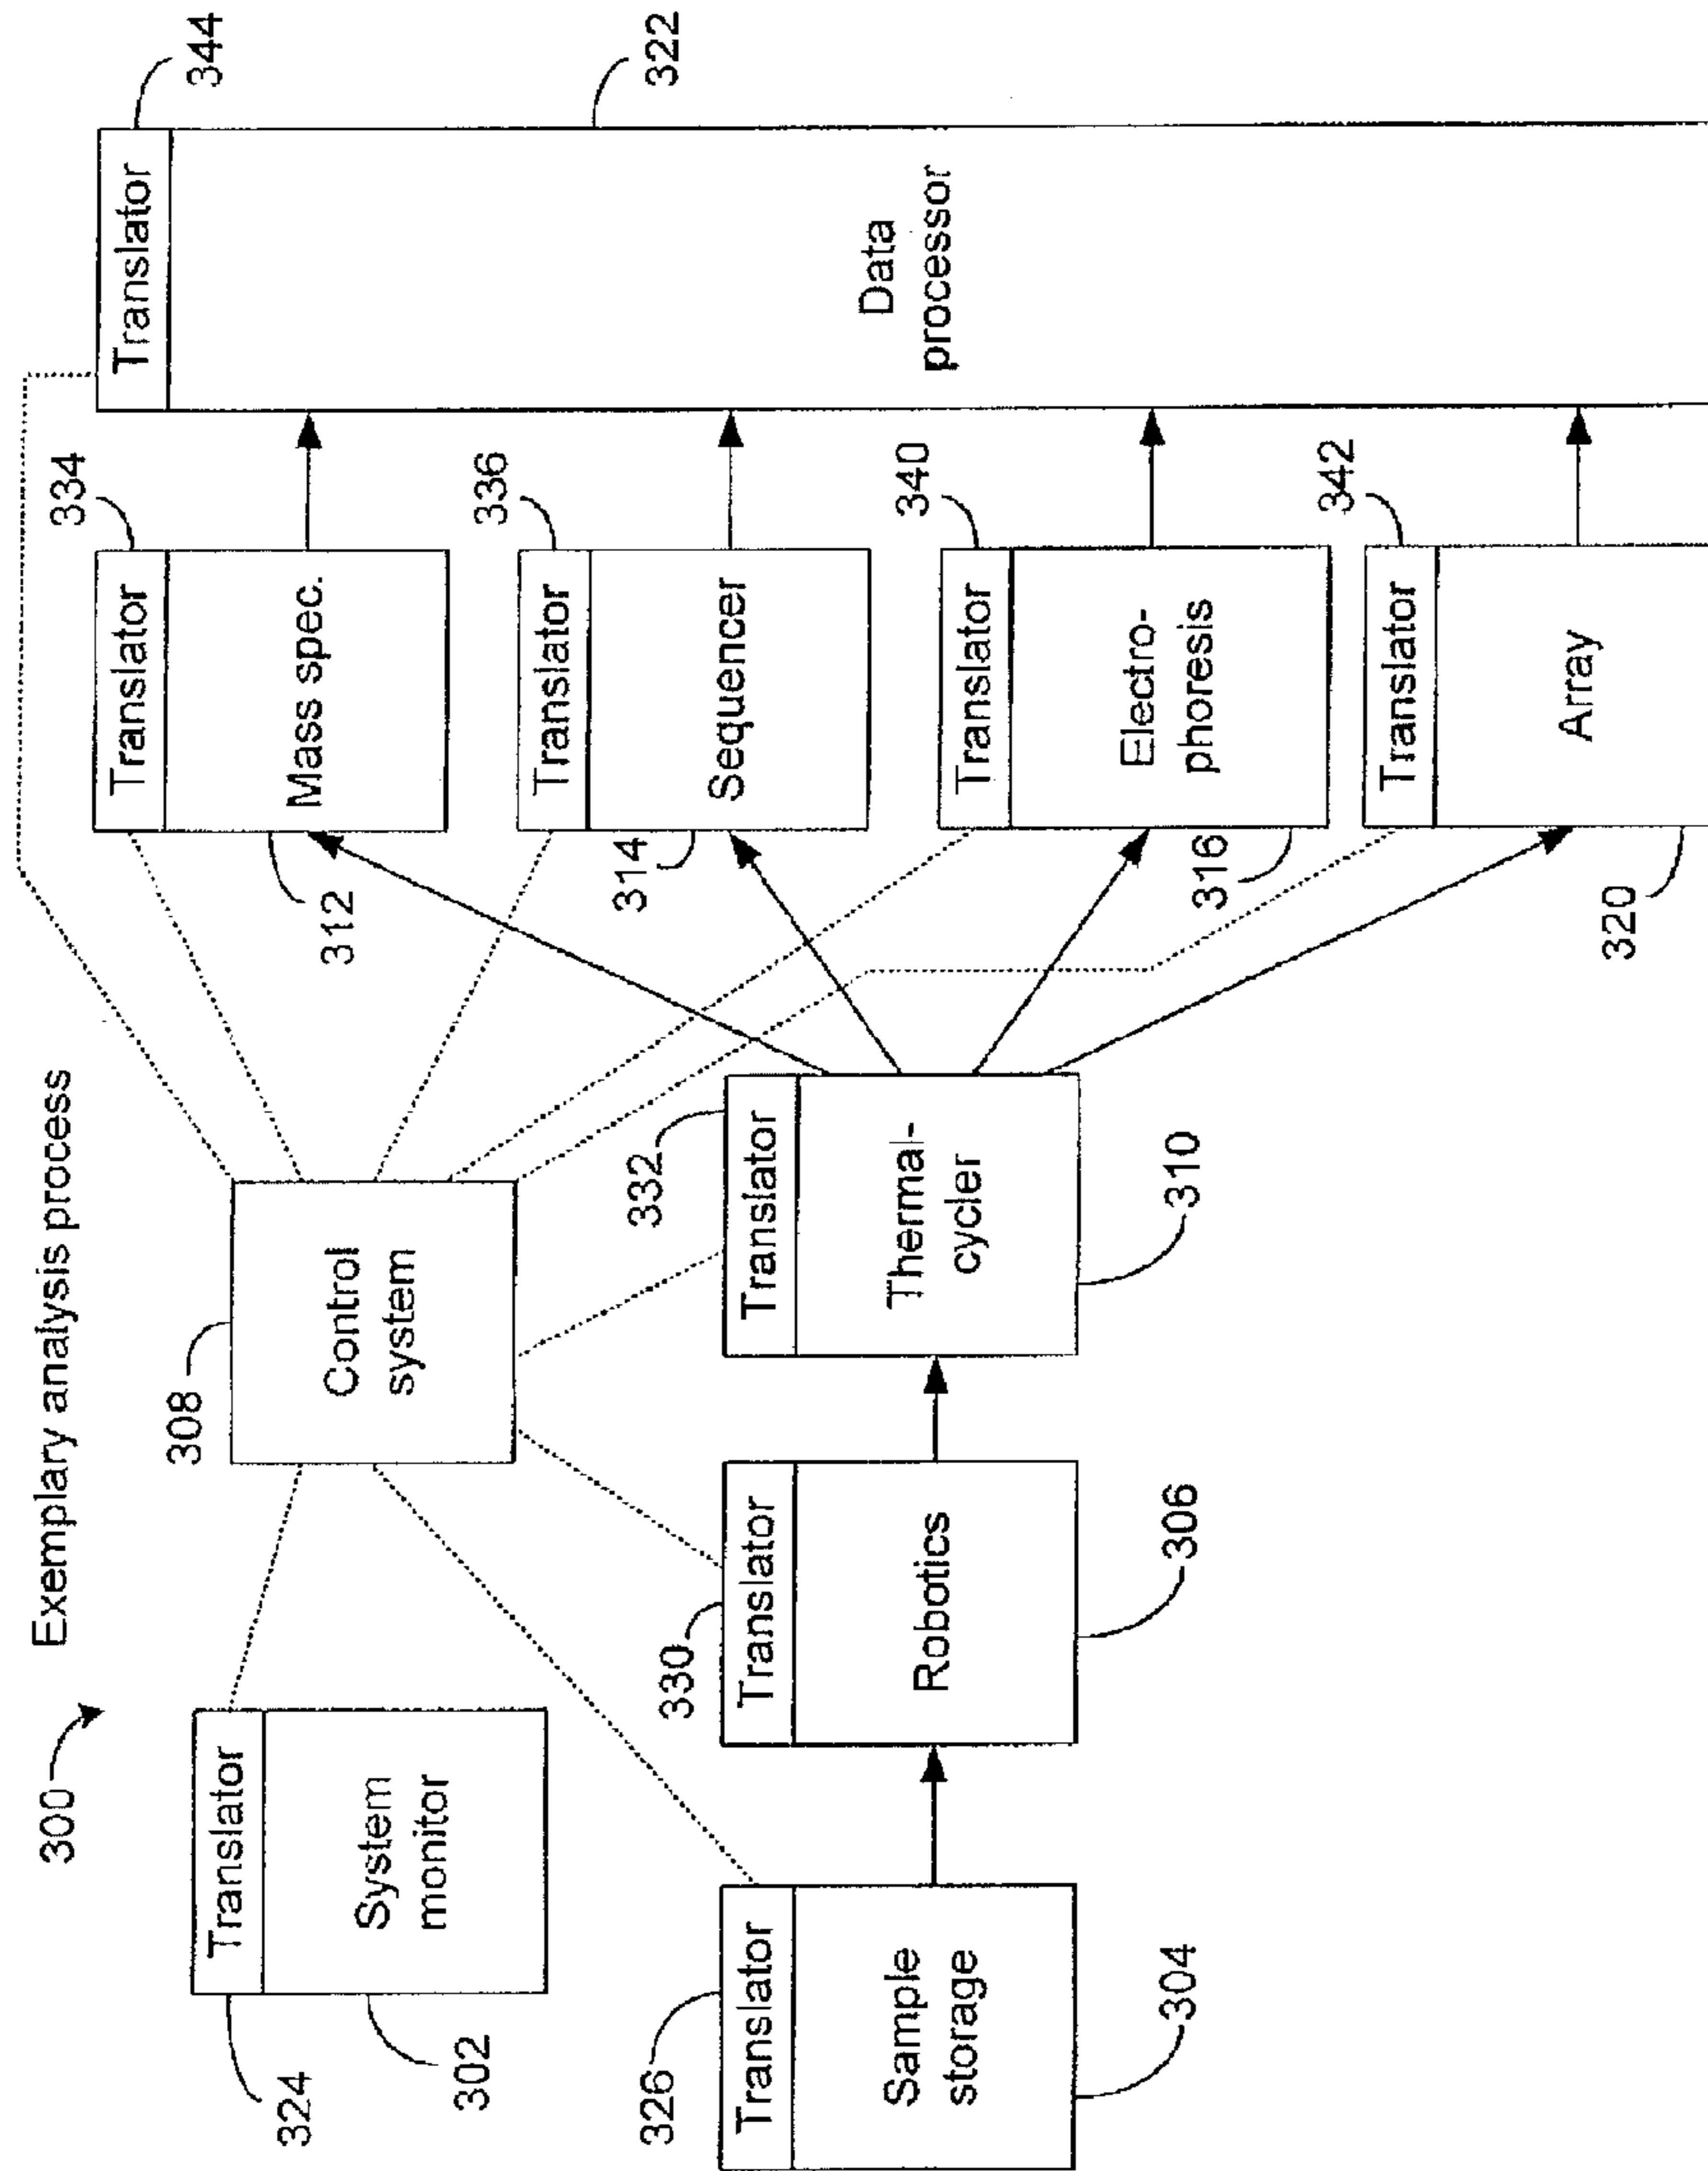 Exemplary analysis process
300
324
Translator
System
monitor
302
308
Control
system
326
Translator
Sample
storage
304
330
Translator
Robotics
306
332
Translator
Thermal-
cycler
310
334
Translator
Mass spec.
312
336
Translator
Sequencer
314
340
Translator
Electro-
phoresis
316
342
Translator
Array
320
344
Translator
Data
processor
322